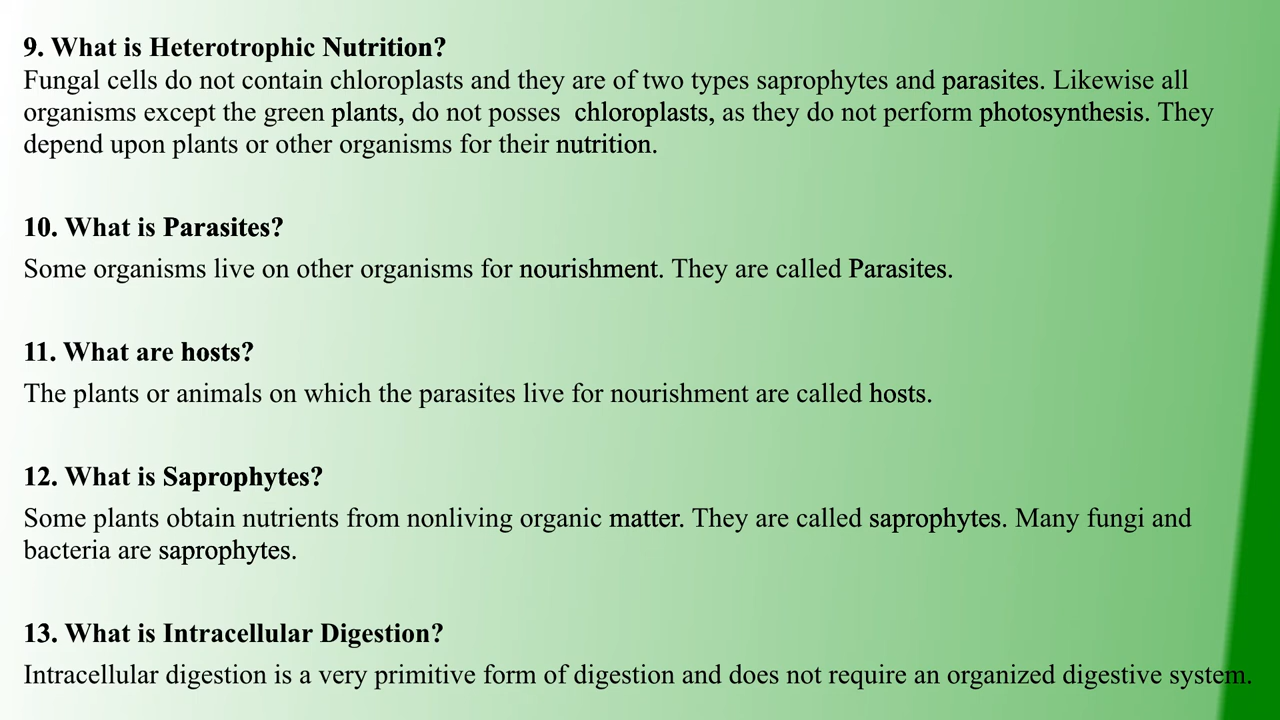 9. What is Heterotrophic Nutrition?
Fungal cells do not contain chloroplasts and they are of two types saprophytes and parasites. Likewise all
organisms except the green plants, do not posses  chloroplasts, as they do not perform photosynthesis. They
depend upon plants or other organisms for their nutrition.
10. What is Parasites?
Some organisms live on other organisms for nourishment. They are called Parasites.
11. What are hosts?
The plants or animals on which the parasites live for nourishment are called hosts.
12. What is Saprophytes?
Some plants obtain nutrients from nonliving organic matter. They are called saprophytes. Many fungi and
bacteria are saprophytes.
13. What is Intracellular Digestion?
Intracellular digestion is a very primitive form of digestion and does not require an organized digestive system.